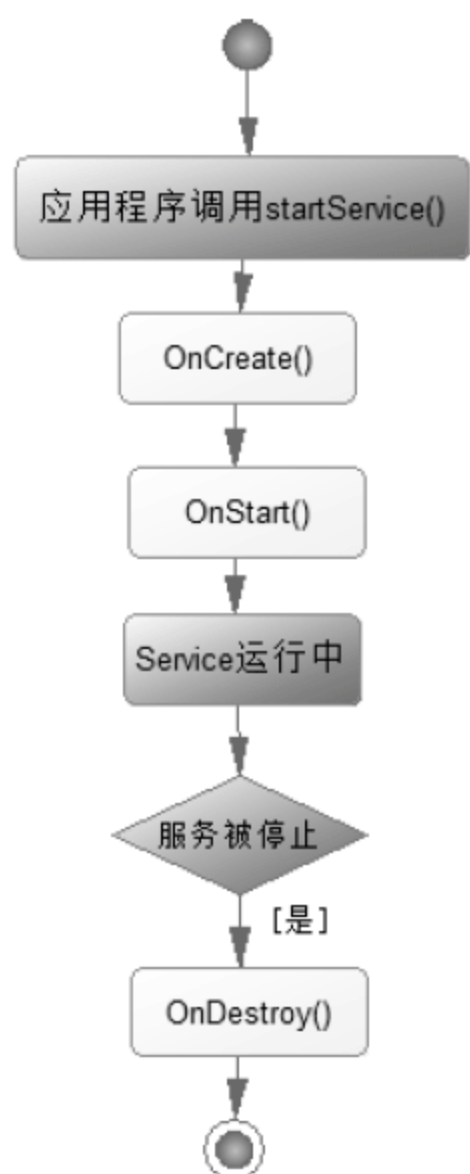 应用程序调用startService()
OnCreate()
OnStart()
Service运行中
服务被停止
[是]
OnDestroy()